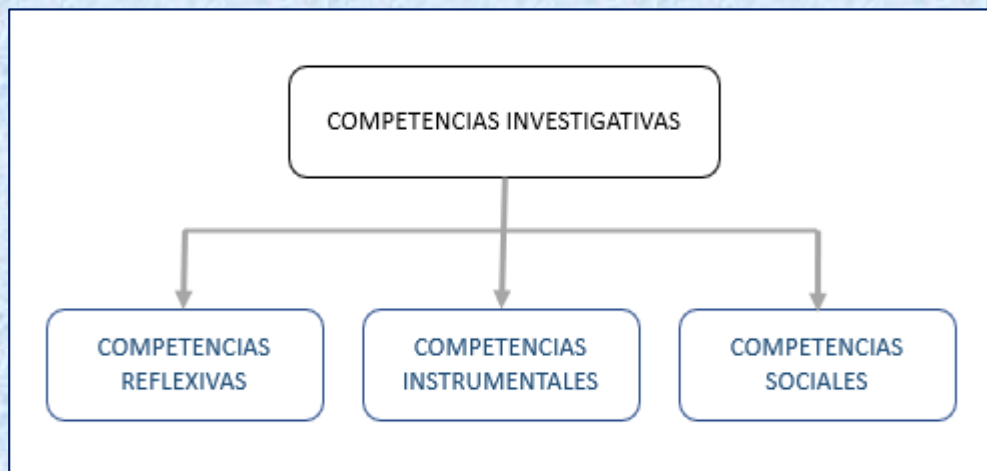 COMPETENCIAS INVESTIGATIVAS
COMPETENCIAS
REFLEXIVAS
COMPETENCIAS
INSTRUMENTALES
COMPETENCIAS
SOCIALES